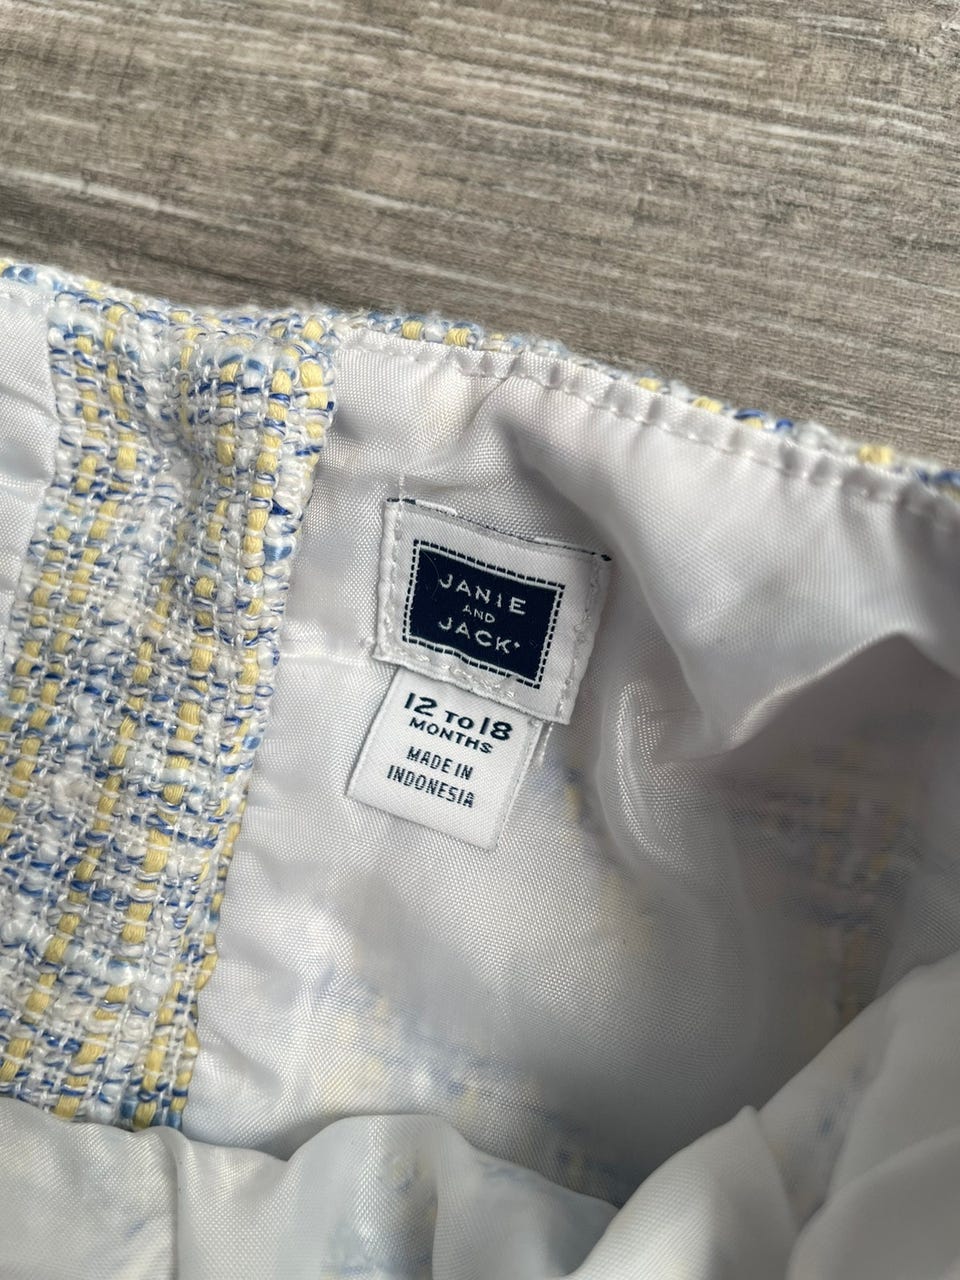 JANIE
AND
JACK
12 TO 18
MONTHS
MADE IN
INDONESIA